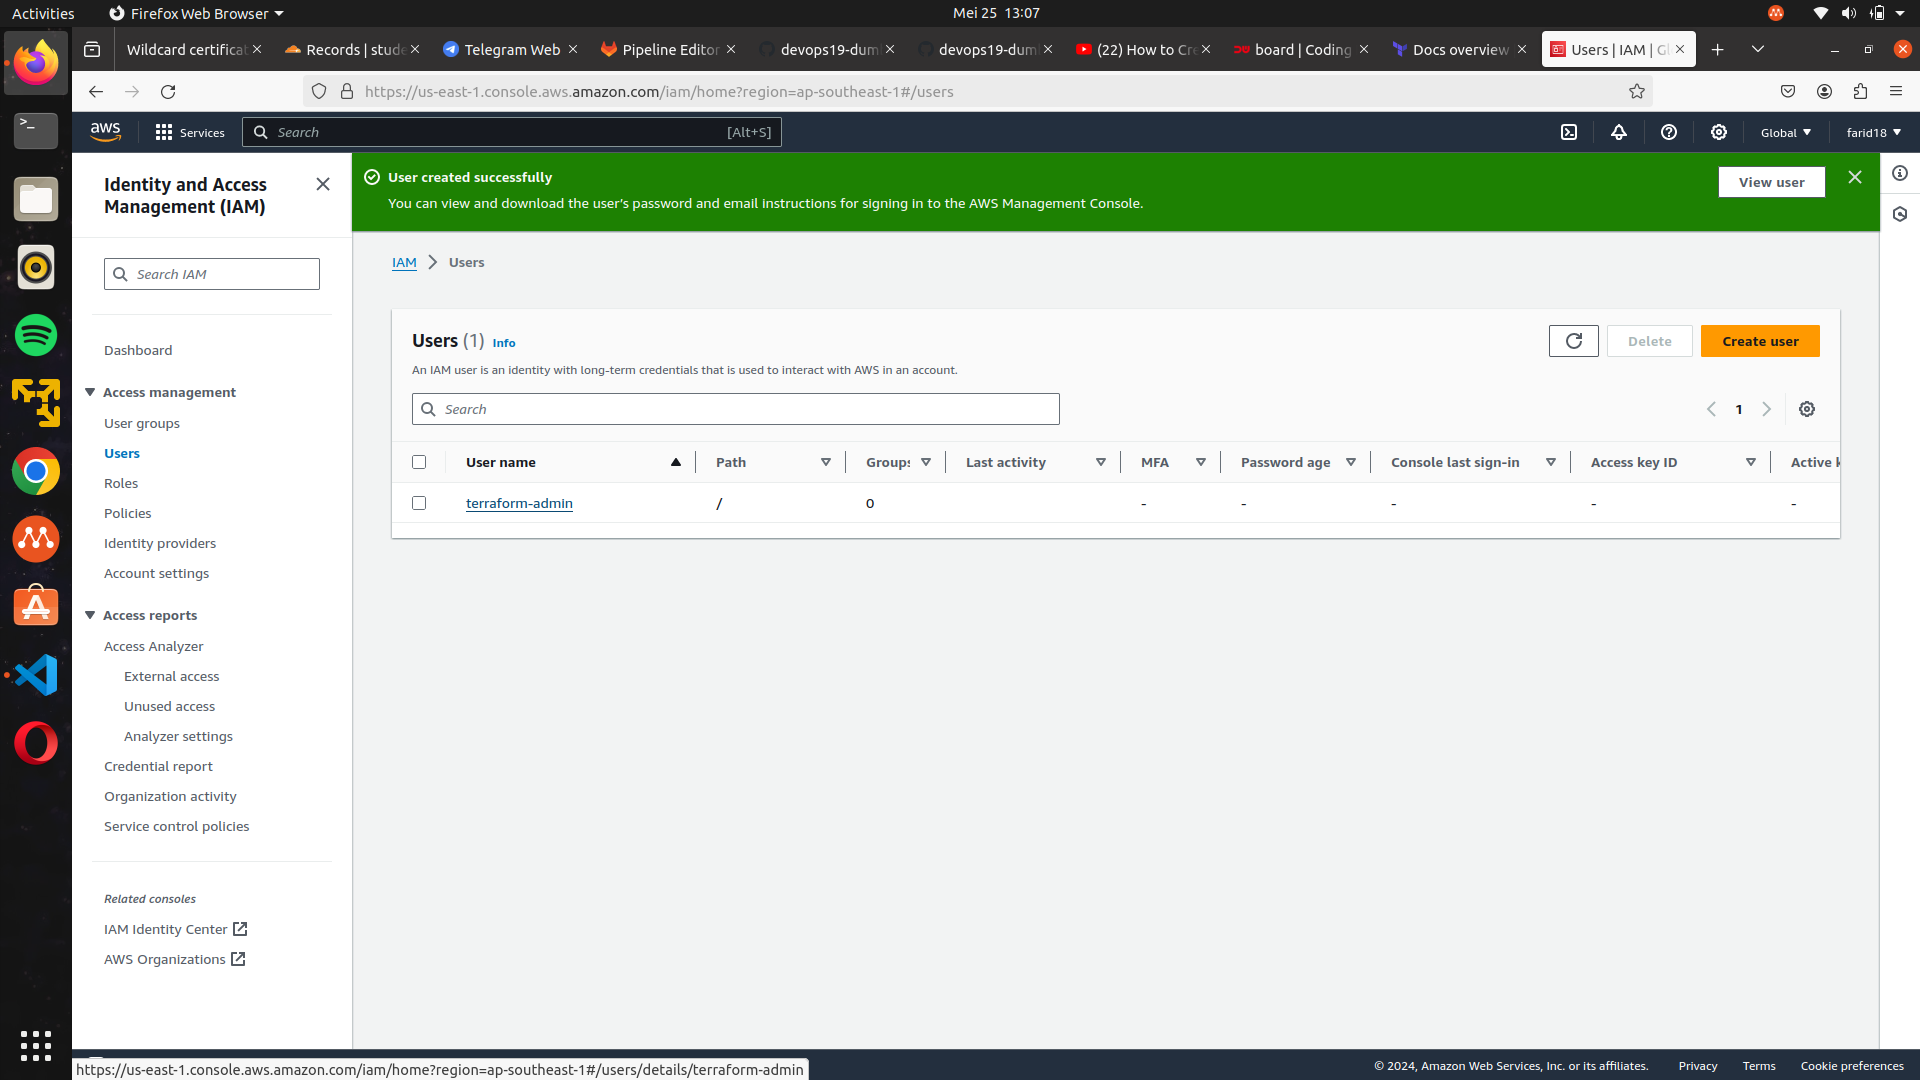 Activities
Firefox Web Browser
Mei 25 13:07
Wildcard certificat
Records | stude
Telegram Web
Pipeline Editor
devops19-duml
devops19-duml
(22) How to Cre
board | Coding
Docs overview
Users | IAM | Gl
https://us-east-1.console.aws.amazon.com/iam/home?region=ap-southeast-1#/users
aws
Services
Search
[Alt+S]
Global
farid18
Identity and Access
Management (IAM)
Search IAM
Dashboard
Access management
User groups
Users
Roles
Policies
Identity providers
Account settings
Access reports
Access Analyzer
External access
Unused access
Analyzer settings
Credential report
Organization activity
Service control policies
Related consoles
IAM Identity Center
AWS Organizations
User created successfully
You can view and download the user's password and email instructions for signing in to the AWS Management Console.
View user
IAM
Users
Users (1) Info
Delete
Create user
An IAM user is an identity with long-term credentials that is used to interact with AWS in an account.
Search
1
User name Path Groups Last activity MFA Password age Console last sign-in Access key ID Active k
terraform-admin / 0 - - - - -
https://us-east-1.console.aws.amazon.com/iam/home?region=ap-southeast-1#/users/details/terraform-admin
© 2024, Amazon Web Services, Inc. or its affiliates.
Privacy
Terms
Cookie preferences